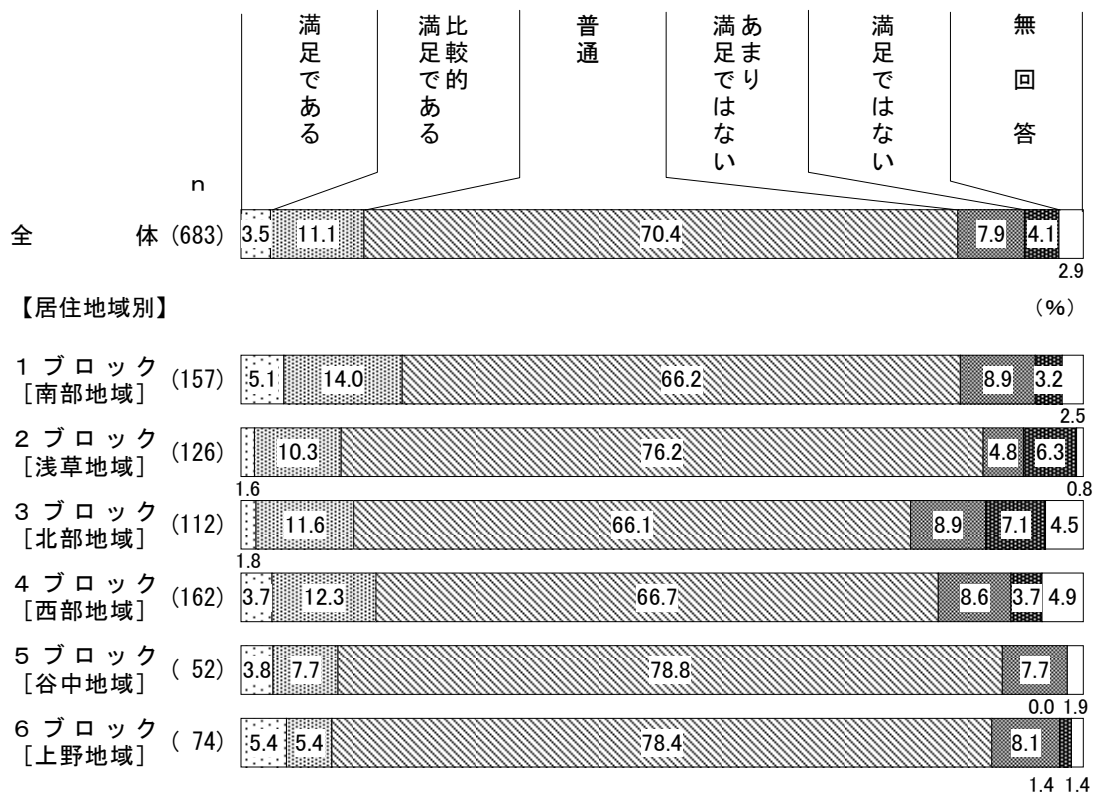 満足である
比較的
満足である
普通
あまり
満足ではない
満足ではない
無回答
ｎ
全体(683) 3.5 11.1 70.4 7.9 4.1
2.9
【居住地域別】 (％)
１ブロック
［南部地域］ (157) 5.1 14.0 66.2 8.9 3.2
2.5
２ブロック
［浅草地域］ (126) 10.3 76.2 4.8 6.3
1.6 0.8
３ブロック
［北部地域］ (112) 11.6 66.1 8.9 7.1 4.5
1.8
４ブロック
［西部地域］ (162) 3.7 12.3 66.7 8.6 3.7 4.9
５ブロック
［谷中地域］ ( 52) 3.8 7.7 78.8 7.7
0.0 1.9
６ブロック
［上野地域］ ( 74) 5.4 5.4 78.4 8.1
1.4 1.4